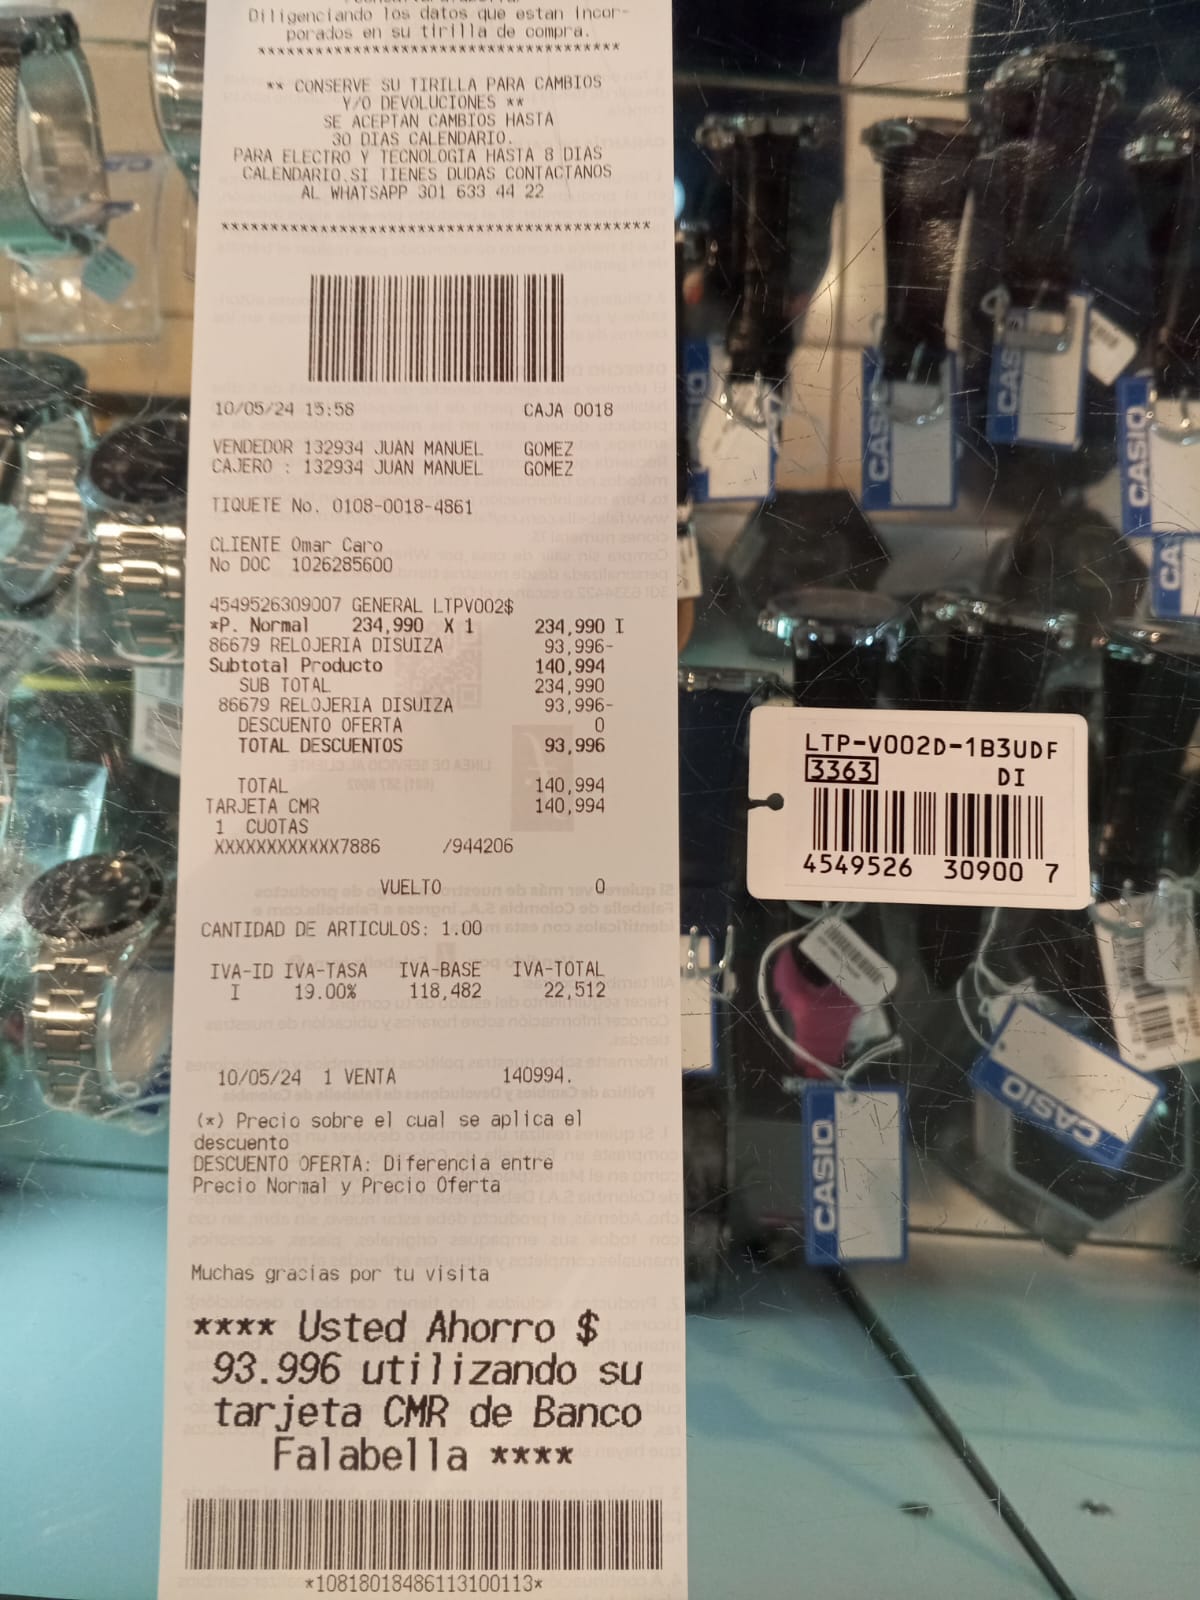 Diligenciando los datos que estan incor-
porados en su tirilla de compra.
****************************************
** CONSERVE SU TIRILLA PARA CAMBIOS
Y/O DEVOLUCIONES **
SE ACEPTAN CAMBIOS HASTA
30 DIAS CALENDARIO.
PARA ELECTRO Y TECNOLOGIA HASTA 8 DIAS
CALENDARIO.SI TIENES DUDAS CONTACTANOS
AL WHATSAPP 301 633 44 22
***********************************************
10/05/24 15:58 CAJA 0018
VENDEDOR 132934 JUAN MANUEL GOMEZ
CAJERO : 132934 JUAN MANUEL GOMEZ
TIQUETE No. 0108-0018-4861
CLIENTE Omar Caro
No DOC 1026285600
4549526309007 GENERAL LTPV002$
*P. Normal 234,990 X 1 234,990 I
86679 RELOJERIA DISUIZA 93,996-
Subtotal Producto 140,994
SUB TOTAL 234,990
86679 RELOJERIA DISUIZA 93,996-
DESCUENTO OFERTA 0
TOTAL DESCUENTOS 93,996
TOTAL 140,994
TARJETA CMR 140,994
1 CUOTAS
XXXXXXXXXXXX7886 /944206
VUELTO 0
CANTIDAD DE ARTICULOS: 1.00
IVA-ID IVA-TASA IVA-BASE IVA-TOTAL
I 19.00% 118,482 22,512
10/05/24 1 VENTA 140994.
(*) Precio sobre el cual se aplica el
descuento
DESCUENTO OFERTA: Diferencia entre
Precio Normal y Precio Oferta
Muchas gracias por tu visita
**** Usted Ahorro $
93.996 utilizando su
tarjeta CMR de Banco
Falabella ****
*10818018486113100113*
LTP-V002D-1B3UDF
3363 DI
4549526 30900 7
CASIO
CASIO
CASIO
CASIO
CASIO